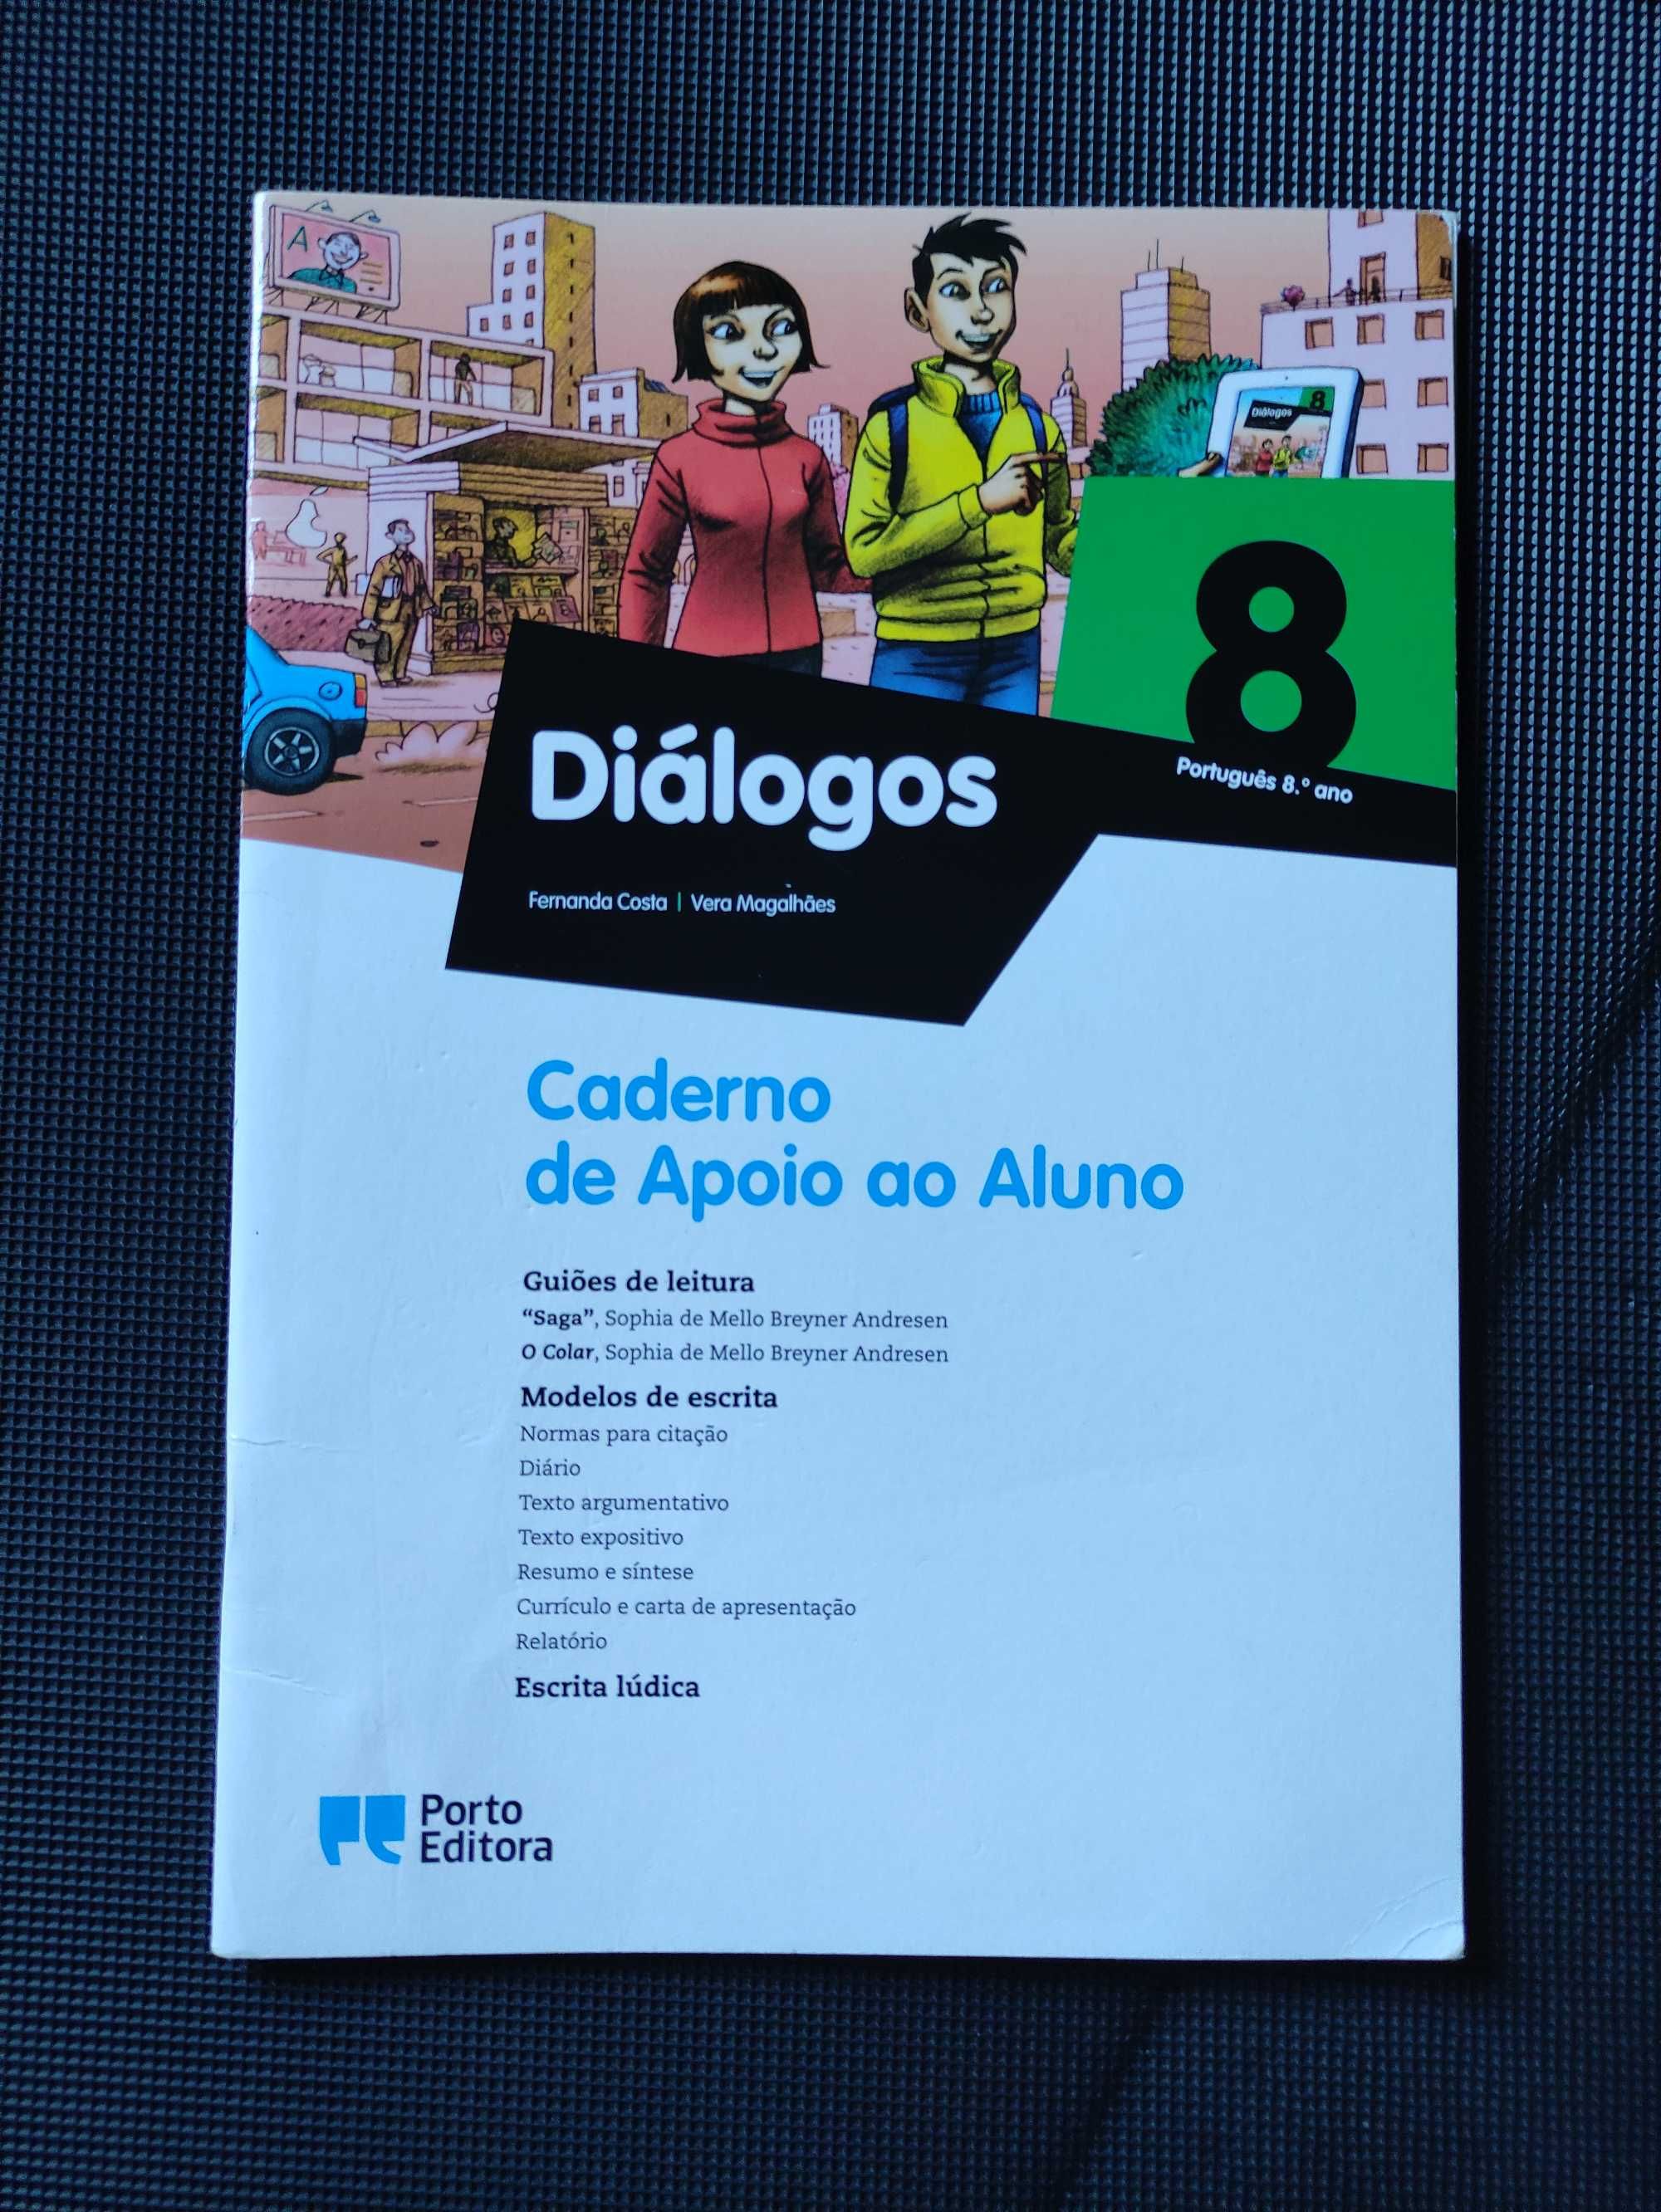 A
Diálogos
8
8
Português 8.º ano
Diálogos
Fernanda Costa | Vera Magalhães
Caderno
de Apoio ao Aluno
Guiões de leitura
“Saga”, Sophia de Mello Breyner Andresen
O Colar, Sophia de Mello Breyner Andresen
Modelos de escrita
Normas para citação
Diário
Texto argumentativo
Texto expositivo
Resumo e síntese
Currículo e carta de apresentação
Relatório
Escrita lúdica
Porto
Editora